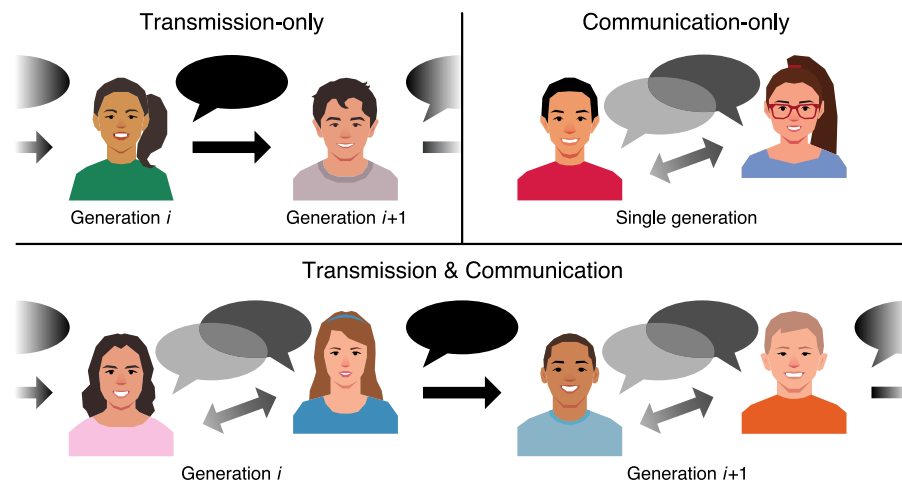 Transmission-only
Communication-only
Generation i
Generation i+1
Single generation
Transmission & Communication
Generation i
Generation i+1